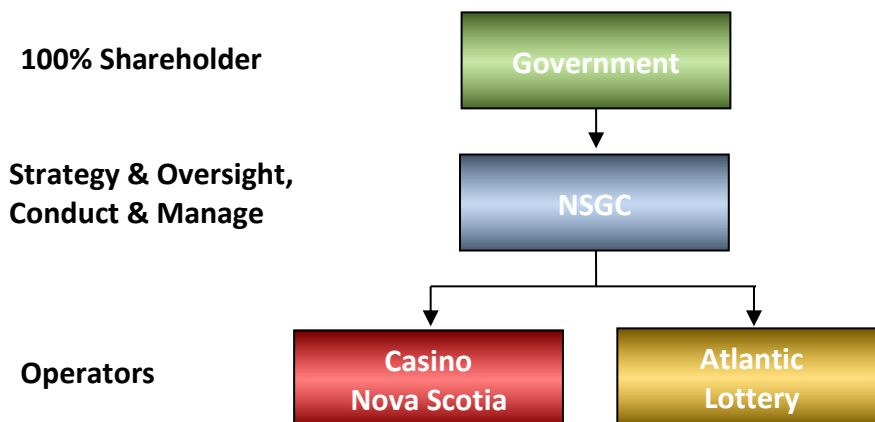 100% Shareholder
Government
Strategy & Oversight,
Conduct & Manage
NSGC
Operators
Casino
Nova Scotia
Atlantic
Lottery